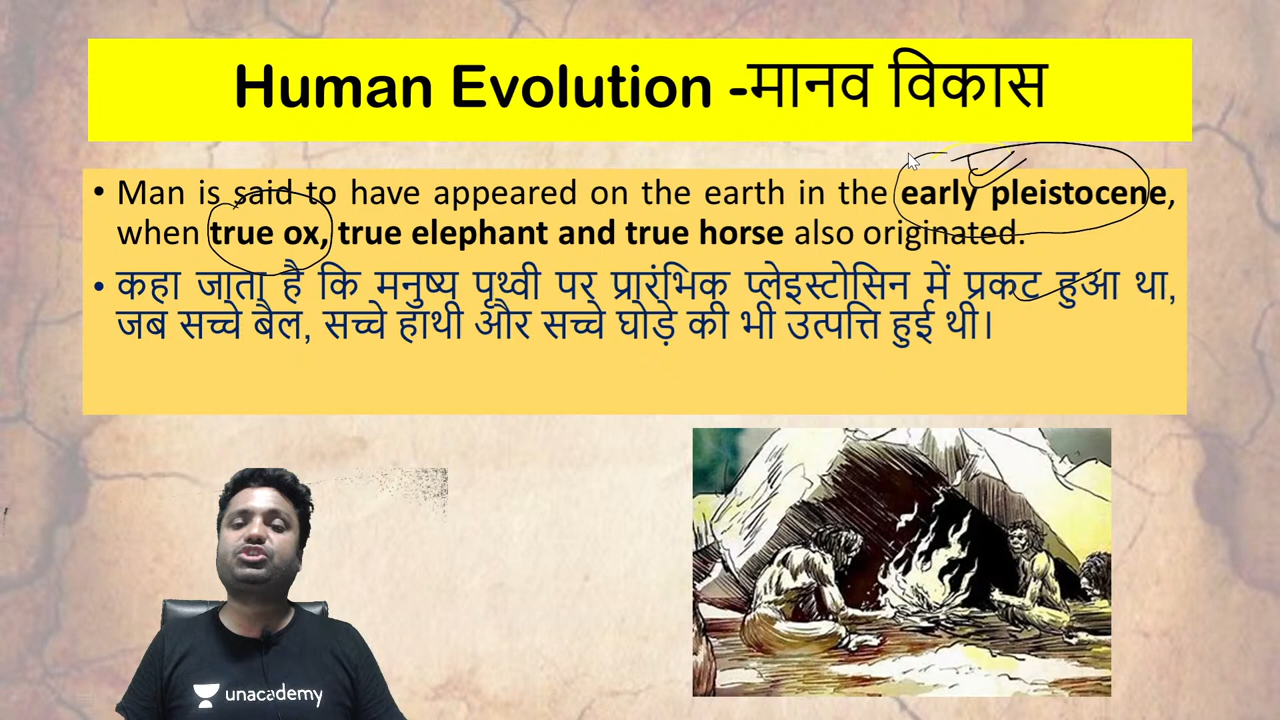 Human Evolution -मानव विकास
• Man is said to have appeared on the earth in the early pleistocene,
when true ox, true elephant and true horse also originated.
• कहा जाता है कि मनुष्य पृथ्वी पर प्रारंभिक प्लेइस्टोसिन में प्रकट हुआ था,
जब सच्चे बैल, सच्चे हाथी और सच्चे घोड़े की भी उत्पत्ति हुई थी।
unacademy